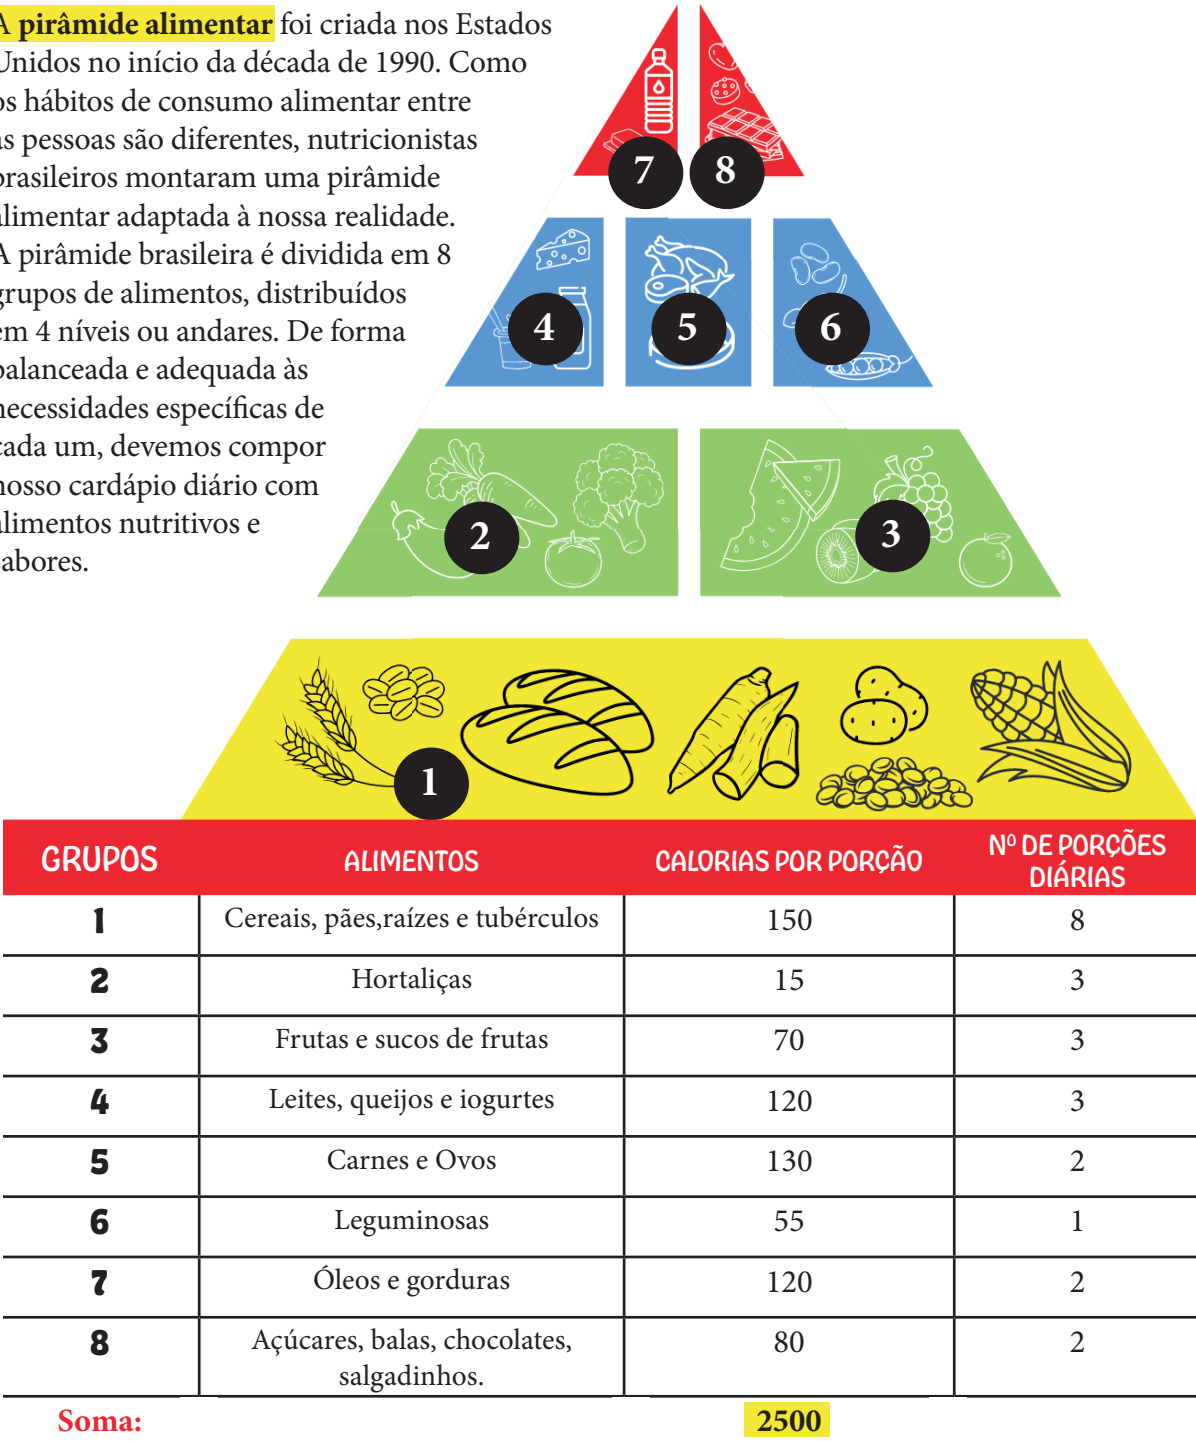 A pirâmide alimentar foi criada nos Estados
Unidos no início da década de 1990. Como
os hábitos de consumo alimentar entre
as pessoas são diferentes, nutricionistas
brasileiros montaram uma pirâmide
alimentar adaptada à nossa realidade.
A pirâmide brasileira é dividida em 8
grupos de alimentos, distribuídos
em 4 níveis ou andares. De forma
balanceada e adequada às
necessidades específicas de
cada um, devemos compor
nosso cardápio diário com
alimentos nutritivos e
sabores.
7 8
4 5 6
2 3
1
GRUPOS ALIMENTOS CALORIAS POR PORÇÃO Nº DE PORÇÕES
DIÁRIAS
1 Cereais, pães,raízes e tubérculos 150 8
2 Hortaliças 15 3
3 Frutas e sucos de frutas 70 3
4 Leites, queijos e iogurtes 120 3
5 Carnes e Ovos 130 2
6 Leguminosas 55 1
7 Óleos e gorduras 120 2
8 Açúcares, balas, chocolates, 80 2
salgadinhos.
Soma: 2500